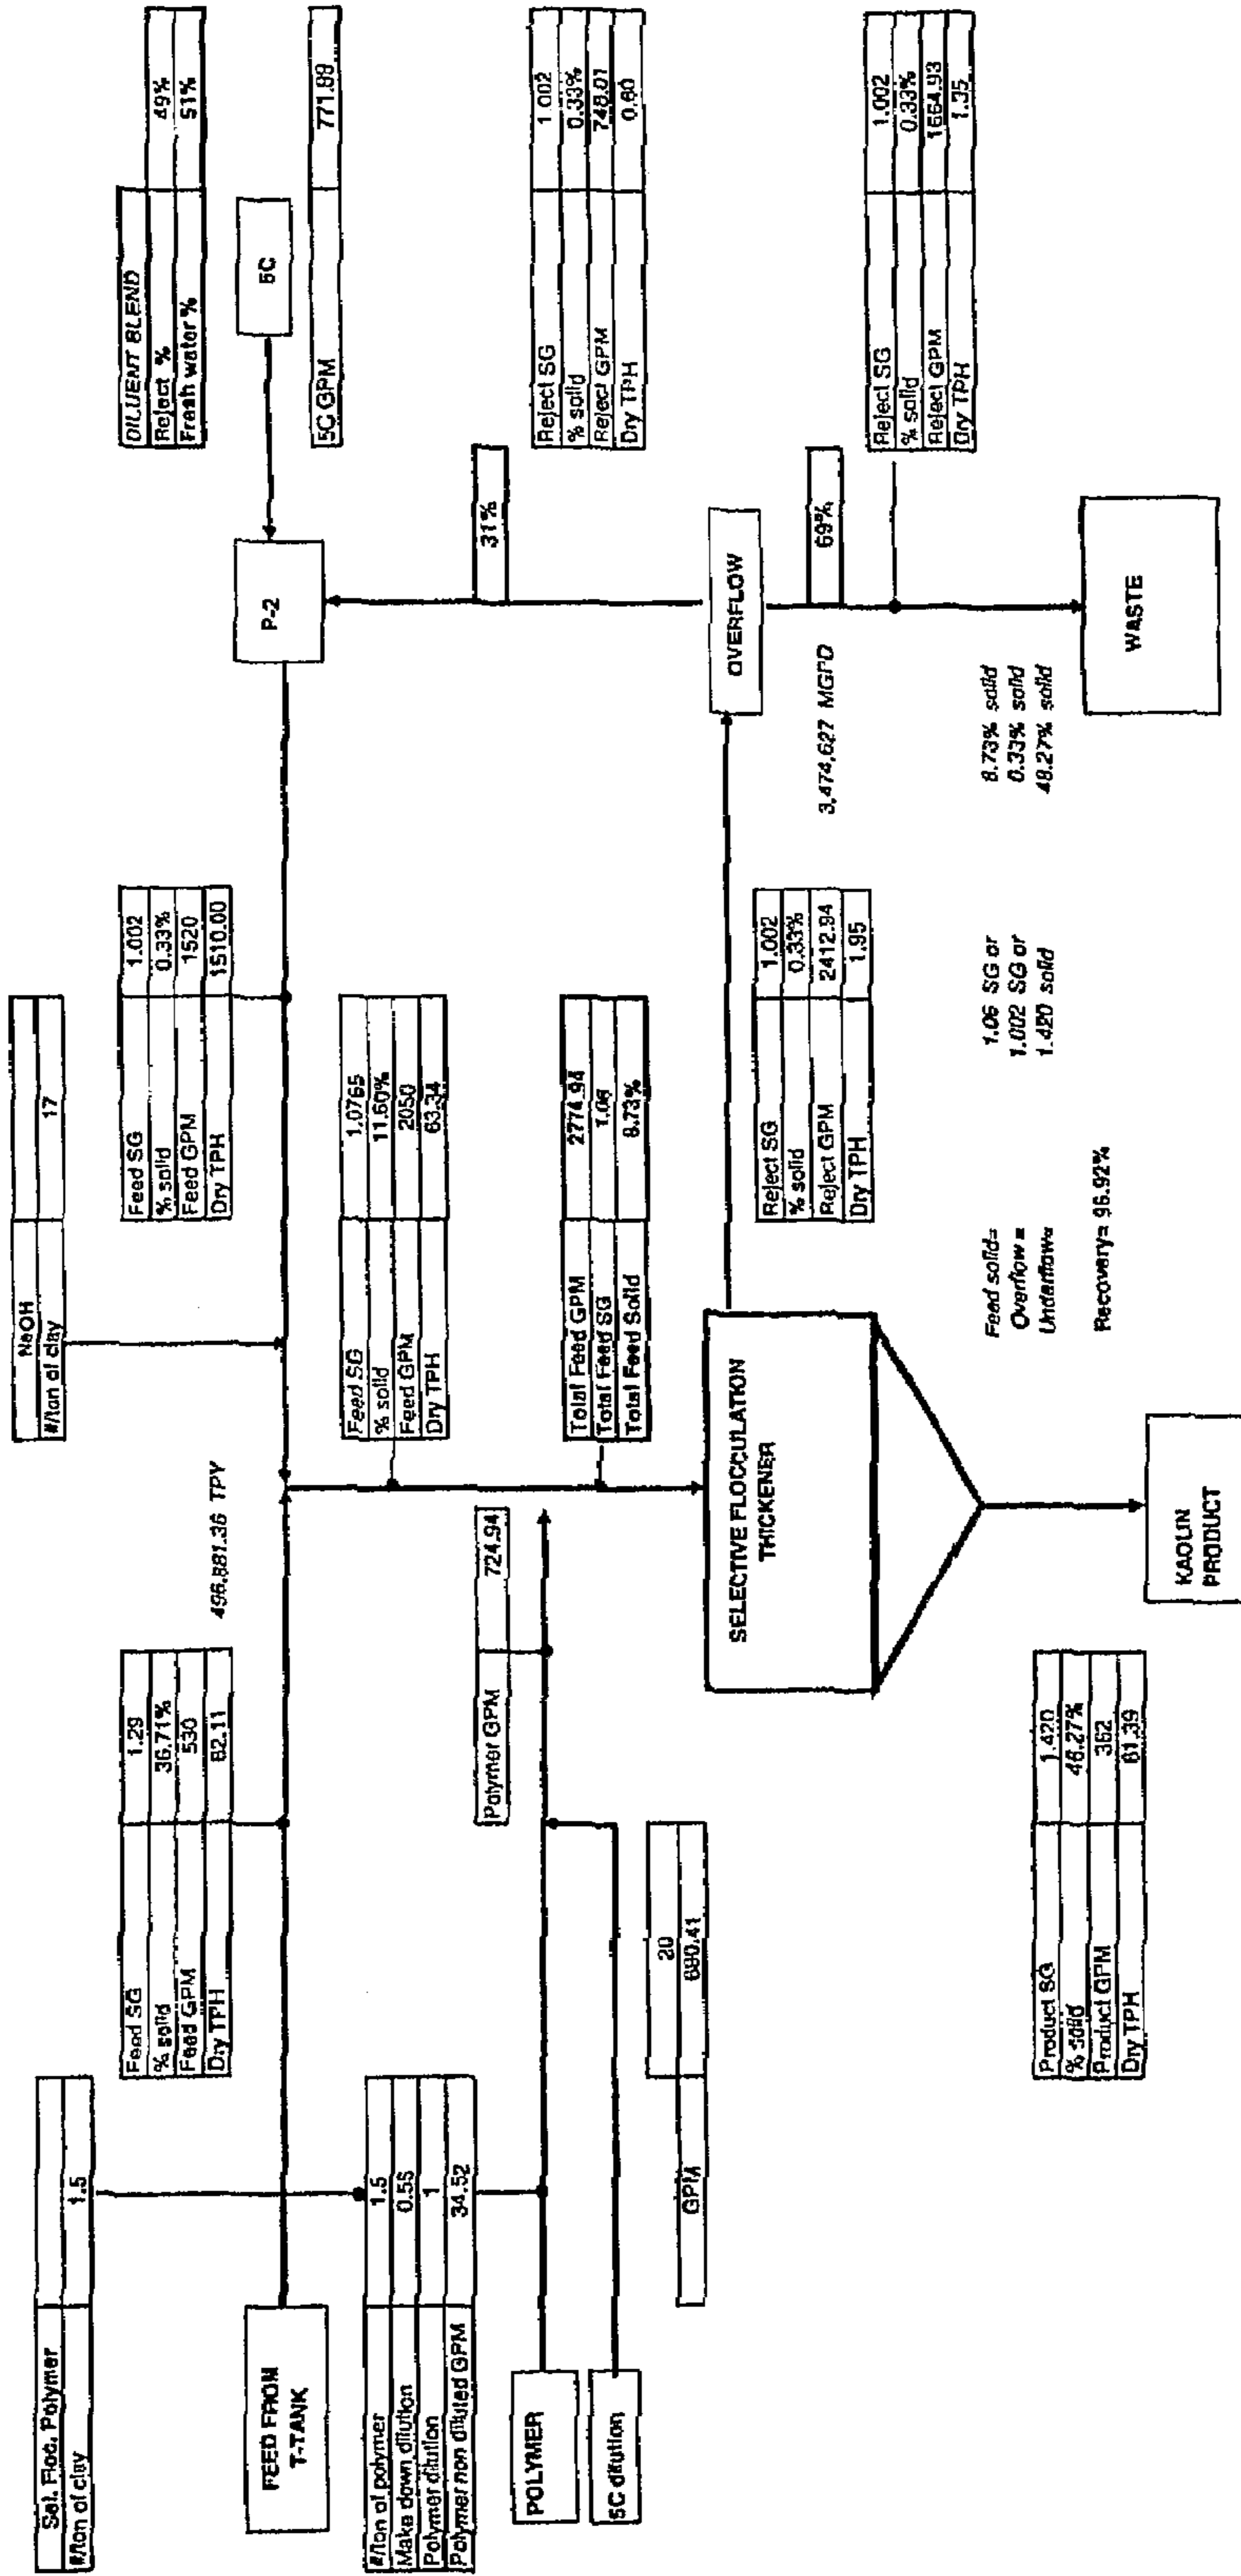 Sel. Floc. Polymer
#/ton of clay 1.5
FEED FROM
T-TANK
#/ton of polymer 1.5
Make down dilution 0.55
Polymer dilution 1
Polymer non diluted GPM 34.52
POLYMER
5C dilution
20
GPM 690.41
Feed SG 1.29
% solid 36.71%
Feed GPM 530
Dry TPH 62.11
496,881.36 TPY
Polymer GPM 724.94
NaOH
#/ton of clay 17
Feed SG 1.002
% solid 0.33%
Feed GPM 1520
Dry TPH 1510.00
Feed SG 1.0765
% solid 11.60%
Feed GPM 2050
Dry TPH 63.34
Total Feed GPM 2774.94
Total Feed SG 1.06
Total Feed Solid 8.73%
SELECTIVE FLOCCULATION
THICKENER
Product SG 1.420
% solid 48.27%
Product GPM 362
Dry TPH 61.39
KAOLIN
PRODUCT
DILUENT BLEND
Reject % 49%
Fresh water % 51%
P-2
5C
5C GPM 771.99
31%
Reject SG 1.002
% solid 0.33%
Reject GPM 748.01
Dry TPH 0.60
OVERFLOW
Reject SG 1.002
% solid 0.33%
Reject GPM 2412.94
Dry TPH 1.95
3,474,627 MGPD
69%
Reject SG 1.002
% solid 0.33%
Reject GPM 1664.93
Dry TPH 1.35
WASTE
Feed solid= 1.06 SG or 8.73% solid
Overflow = 1.002 SG or 0.33% solid
Underflow= 1.420 solid 48.27% solid
Recovery= 96.92%